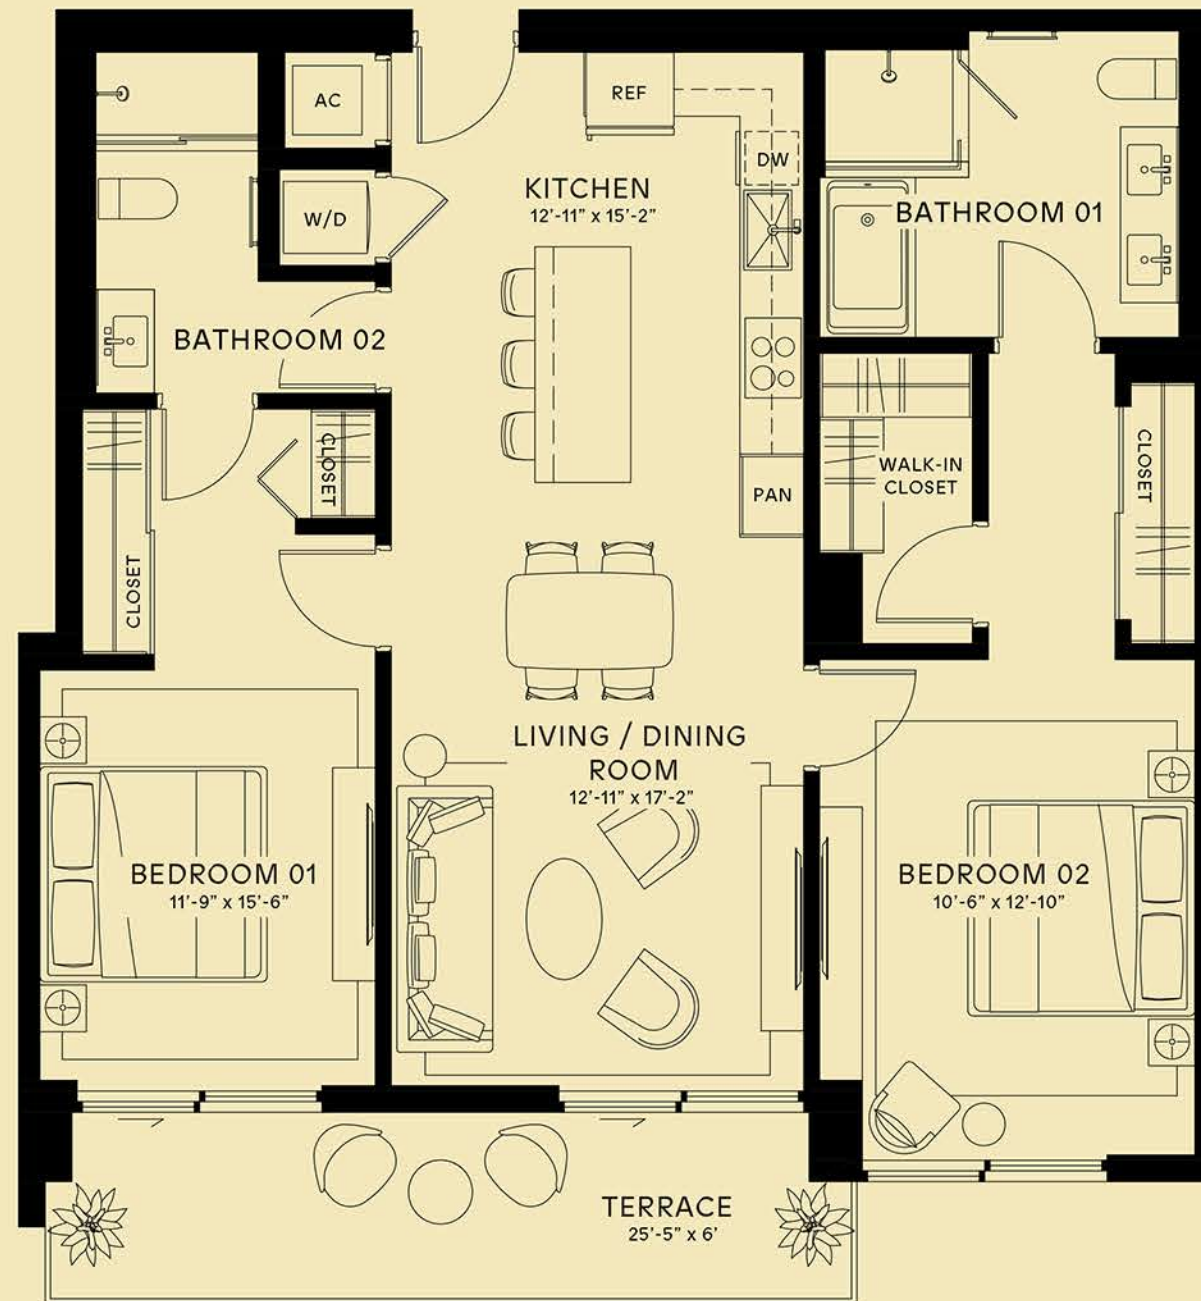 AC
REF
DW
KITCHEN
12'-11" x 15'-2"
W/D
BATHROOM 01
BATHROOM 02
CLOSET
WALK-IN
CLOSET
CLOSET
PAN
CLOSET
LIVING / DINING
ROOM
12'-11" x 17'-2"
BEDROOM 01
11'-9" x 15'-6"
BEDROOM 02
10'-6" x 12'-10"
TERRACE
25'-5" x 6'